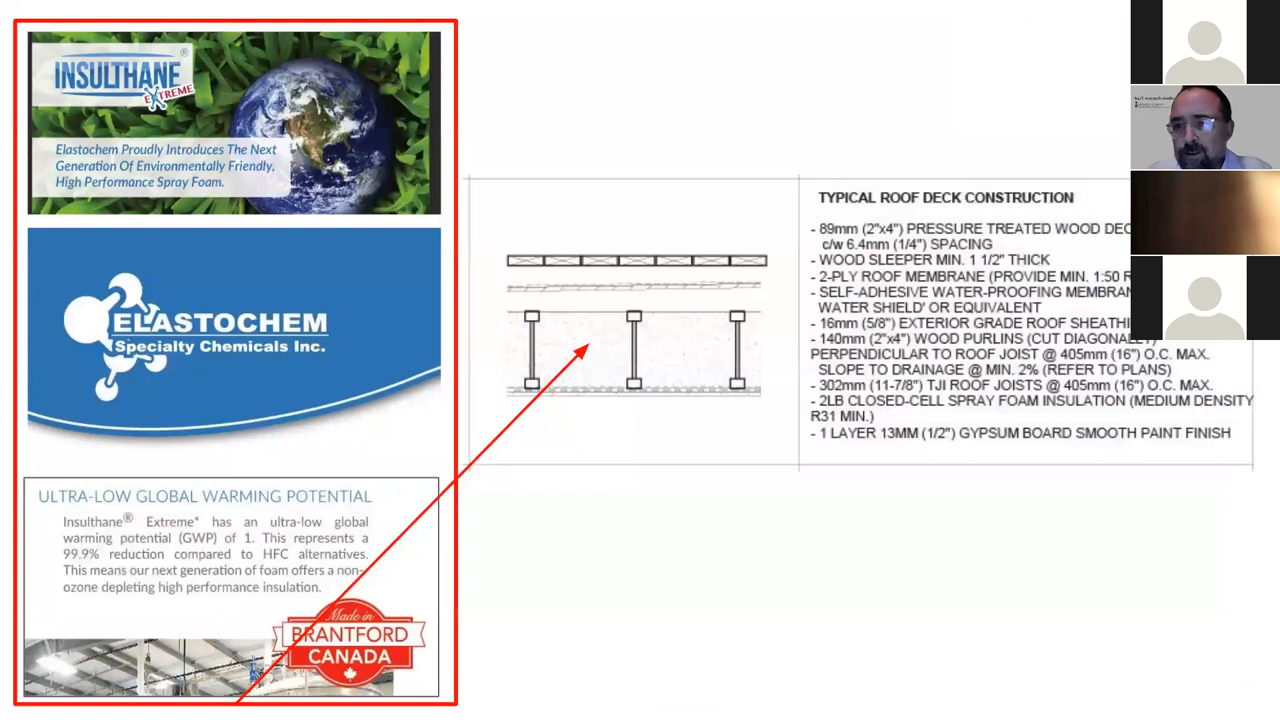 INSULTHANE®
EXTREME
Elastochem Proudly Introduces The Next
Generation Of Environmentally Friendly,
High Performance Spray Foam.
ELASTOCHEM
Specialty Chemicals Inc.
ULTRA-LOW GLOBAL WARMING POTENTIAL
Insulthane® Extreme* has an ultra-low global
warming potential (GWP) of 1. This represents a
99.9% reduction compared to HFC alternatives.
This means our next generation of foam offers a non-
ozone depleting high performance insulation.
Made in
BRANTFORD
CANADA
TYPICAL ROOF DECK CONSTRUCTION
- 89mm (2"x4") PRESSURE TREATED WOOD DEC
c/w 6.4mm (1/4") SPACING
- WOOD SLEEPER MIN. 1 1/2" THICK
- 2-PLY ROOF MEMBRANE (PROVIDE MIN. 1:50 R
- SELF-ADHESIVE WATER-PROOFING MEMBRAN
WATER SHIELD' OR EQUIVALENT
- 16mm (5/8") EXTERIOR GRADE ROOF SHEATHI
- 140mm (2"x4") WOOD PURLINS (CUT DIAGONALLY)
PERPENDICULAR TO ROOF JOIST @ 405mm (16") O.C. MAX.
SLOPE TO DRAINAGE @ MIN. 2% (REFER TO PLANS)
- 302mm (11-7/8") TJI ROOF JOISTS @ 405mm (16") O.C. MAX.
- 2LB CLOSED-CELL SPRAY FOAM INSULATION (MEDIUM DENSITY
R31 MIN.)
- 1 LAYER 13MM (1/2") GYPSUM BOARD SMOOTH PAINT FINISH